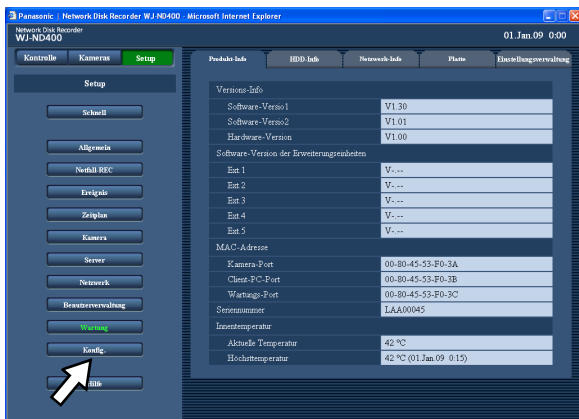 Panasonic | Network Disk Recorder WJ-ND400 - Microsoft Internet Explorer
Network Disk Recorder
WJ-ND400
01.Jan.09 0:00
Kontrolle Kameras Setup
Produkt-Info HDD-Info Netzwerk-Info Platte Einstellungsverwaltung
Setup
Schnell
Allgemein
Notfall-REC
Ereignis
Zeitplan
Kamera
Server
Netzwerk
Benutzerverwaltung
Wartung
Konfig.
Hilfe
Versions-Info
Software-Versio1 V1.30
Software-Versio2 V1.01
Hardware-Version V1.00
Software-Version der Erweiterungseinheiten
Ext.1 V-.--
Ext.2 V-.--
Ext.3 V-.--
Ext.4 V-.--
Ext.5 V-.--
MAC-Adresse
Kamera-Port 00-80-45-53-F0-3A
Client-PC-Port 00-80-45-53-F0-3B
Wartungs-Port 00-80-45-53-F0-3C
Seriennummer LAA00045
Innentemperatur
Aktuelle Temperatur 42 °C
Höchsttemperatur 42 °C (01.Jan.09 0:15)